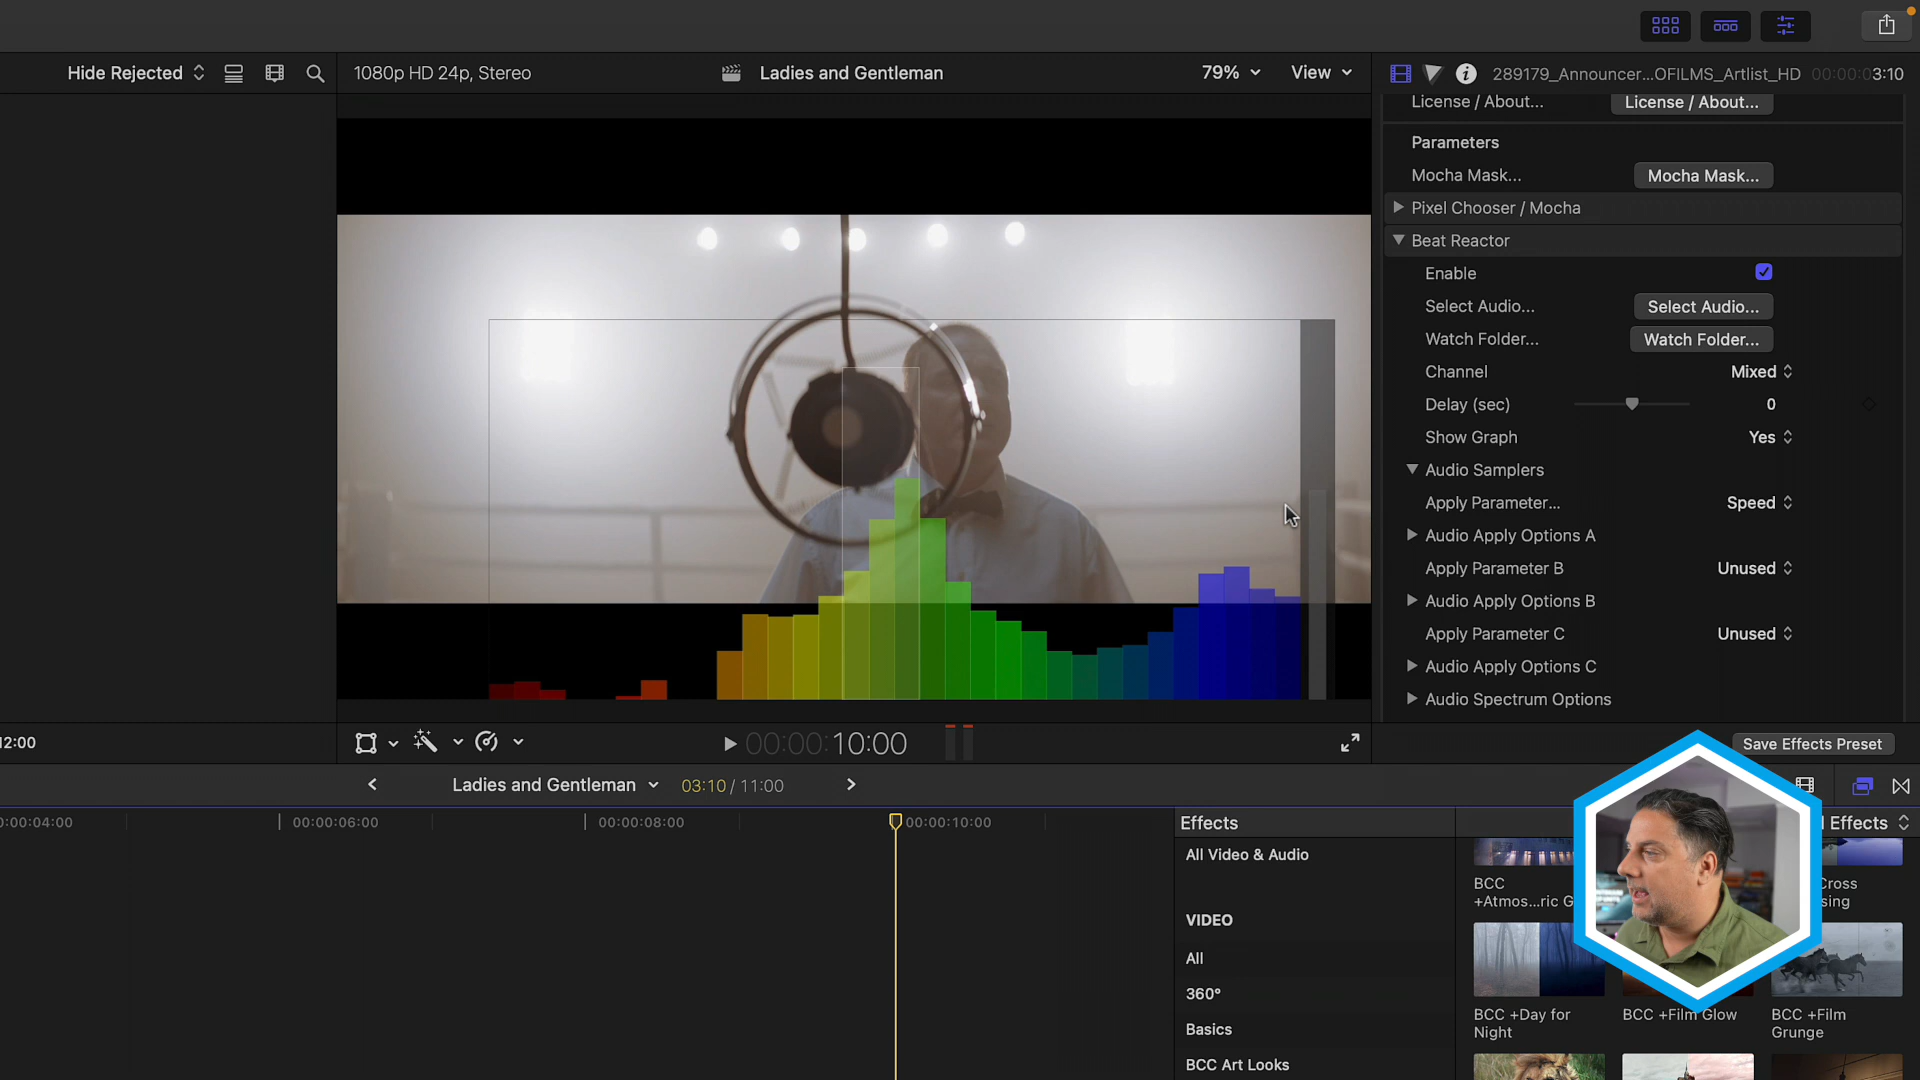 Hide Rejected
1080p HD 24p, Stereo
Ladies and Gentleman
79%
View
289179_Announcer...OFILMS_Artlist_HD
00:00:03:10
License / About...
License / About...
Parameters
Mocha Mask...
Mocha Mask...
Pixel Chooser / Mocha
Beat Reactor
Enable
Select Audio...
Select Audio...
Watch Folder...
Watch Folder...
Channel
Mixed
Delay (sec)
0
Show Graph
Yes
Audio Samplers
Apply Parameter...
Speed
Audio Apply Options A
Apply Parameter B
Unused
Audio Apply Options B
Apply Parameter C
Unused
Audio Apply Options C
Audio Spectrum Options
12:00
00:00:10:00
Save Effects Preset
Ladies and Gentleman
03:10 / 11:00
0:00:04:00
00:00:06:00
00:00:08:00
00:00:10:00
Effects
Effects
All Video & Audio
VIDEO
All
360°
Basics
BCC Art Looks
BCC
+Atmos...ric G
Cross
sing
BCC +Day for
Night
BCC +Film Glow
BCC +Film
Grunge